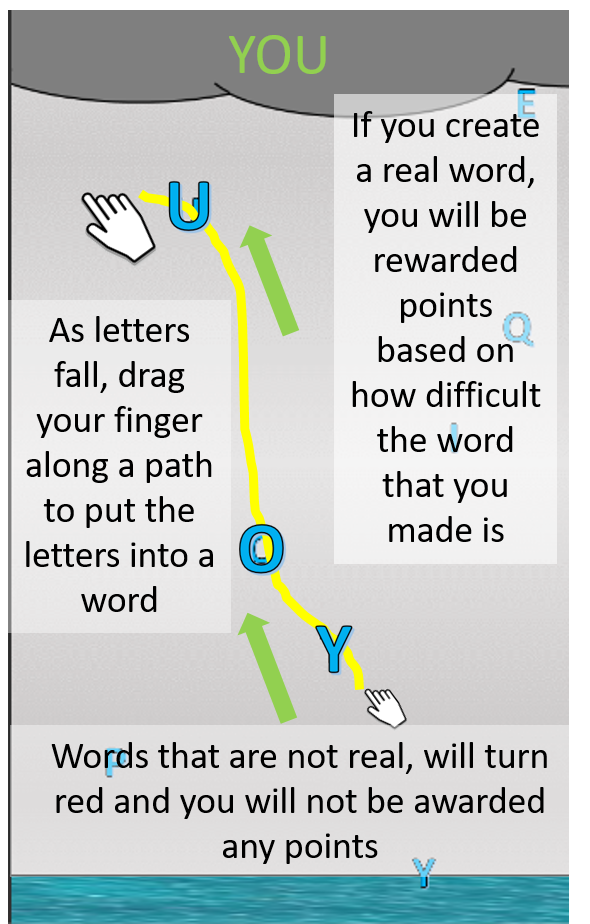 YOU
E
If you create
a real word,
you will be
rewarded
points
based on
how difficult
the word
that you
made is
U
Q
I
As letters
fall, drag
your finger
along a path
to put the
letters into a
word
O
Y
P
Words that are not real, will turn
red and you will not be awarded
any points
Y